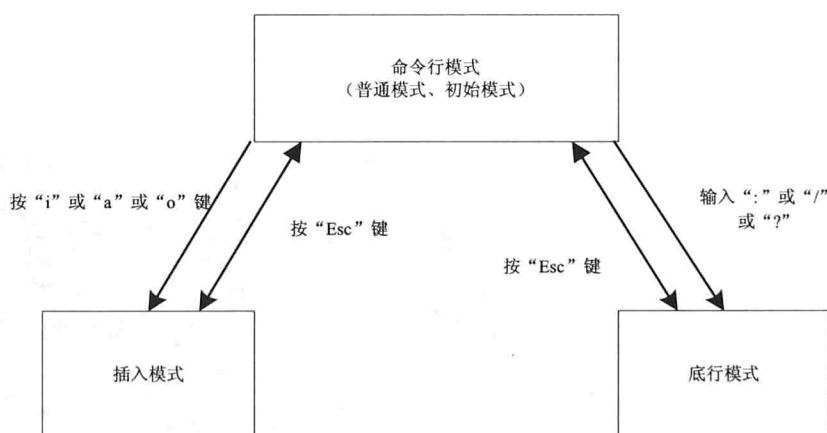 命令行模式
（普通模式、初始模式）
按“i”或“a”或“o”键
按“Esc”键
输入“:”或“/”
或“?”
按“Esc”键
插入模式
底行模式